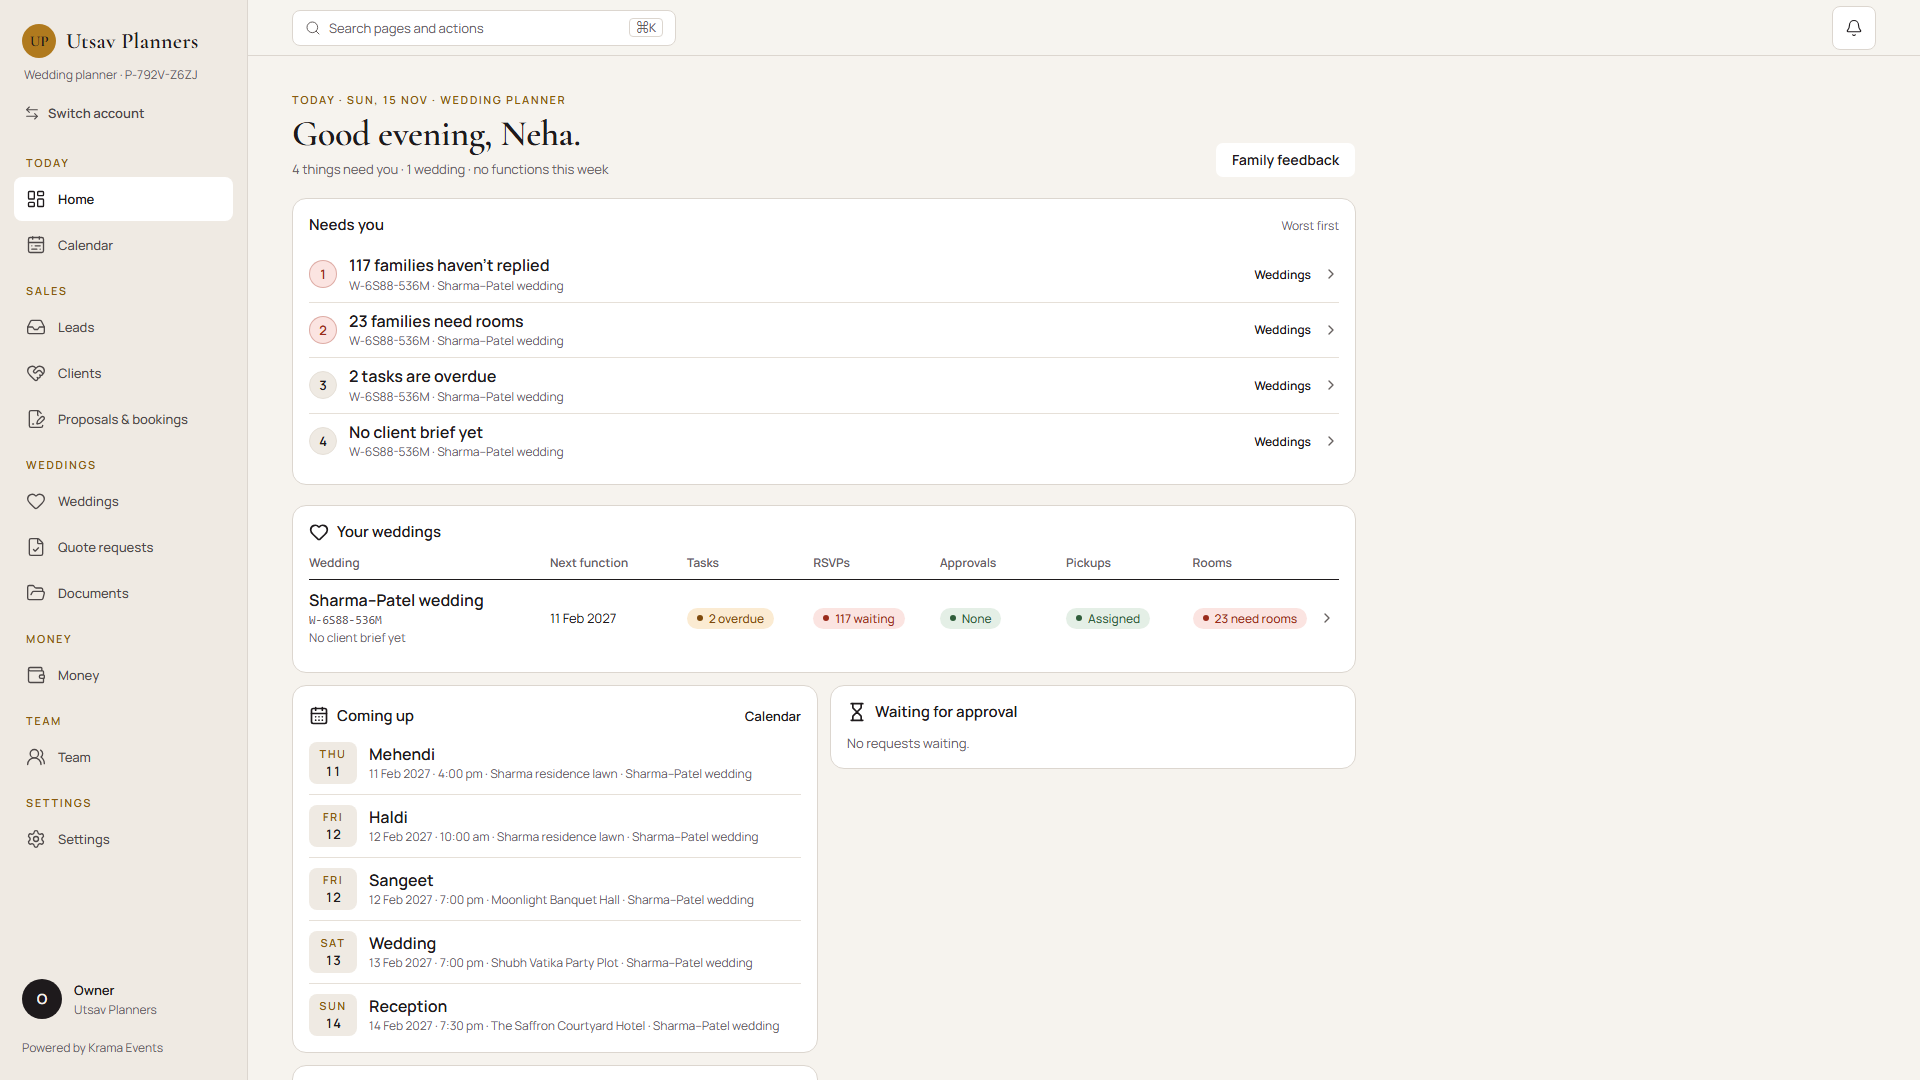 UP Utsav Planners
Wedding planner · P-792V-Z6ZJ
Switch account
TODAY
Home
Calendar
SALES
Leads
Clients
Proposals & bookings
WEDDINGS
Weddings
Quote requests
Documents
MONEY
Money
TEAM
Team
SETTINGS
Settings
O
Owner
Utsav Planners
Powered by Krama Events
Search pages and actions ⌘K
TODAY · SUN, 15 NOV · WEDDING PLANNER
Good evening, Neha.
4 things need you · 1 wedding · no functions this week
Family feedback
Needs you Worst first
1 117 families haven't replied
W-6S88-536M · Sharma–Patel wedding
Weddings
2 23 families need rooms
W-6S88-536M · Sharma–Patel wedding
Weddings
3 2 tasks are overdue
W-6S88-536M · Sharma–Patel wedding
Weddings
4 No client brief yet
W-6S88-536M · Sharma–Patel wedding
Weddings
Your weddings
Wedding Next function Tasks RSVPs Approvals Pickups Rooms
Sharma–Patel wedding
W-6S88-536M
No client brief yet
11 Feb 2027 2 overdue 117 waiting None Assigned 23 need rooms
Coming up Calendar
THU 11
Mehendi
11 Feb 2027 · 4:00 pm · Sharma residence lawn · Sharma–Patel wedding
FRI 12
Haldi
12 Feb 2027 · 10:00 am · Sharma residence lawn · Sharma–Patel wedding
FRI 12
Sangeet
12 Feb 2027 · 7:00 pm · Moonlight Banquet Hall · Sharma–Patel wedding
SAT 13
Wedding
13 Feb 2027 · 7:00 pm · Shubh Vatika Party Plot · Sharma–Patel wedding
SUN 14
Reception
14 Feb 2027 · 7:30 pm · The Saffron Courtyard Hotel · Sharma–Patel wedding
Waiting for approval
No requests waiting.